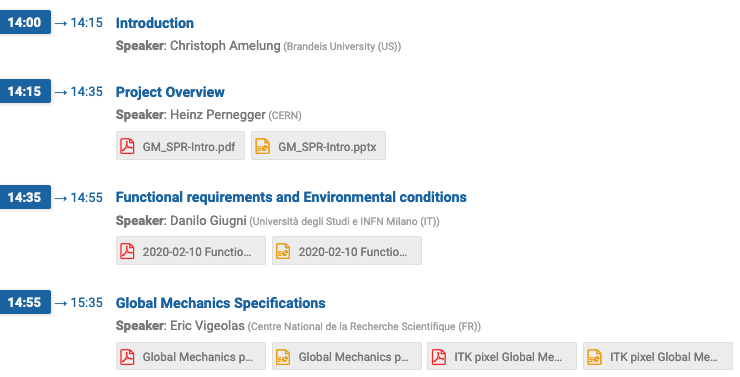 14:00 → 14:15 Introduction
Speaker: Christoph Amelung (Brandeis University (US))
14:15 → 14:35 Project Overview
Speaker: Heinz Pernegger (CERN)
GM_SPR-Intro.pdf GM_SPR-Intro.pptx
14:35 → 14:55 Functional requirements and Environmental conditions
Speaker: Danilo Giugni (Università degli Studi e INFN Milano (IT))
2020-02-10 Functio... 2020-02-10 Functio...
14:55 → 15:35 Global Mechanics Specifications
Speaker: Eric Vigeolas (Centre National de la Recherche Scientifique (FR))
Global Mechanics p... Global Mechanics p... ITK pixel Global Me... ITK pixel Global Me...